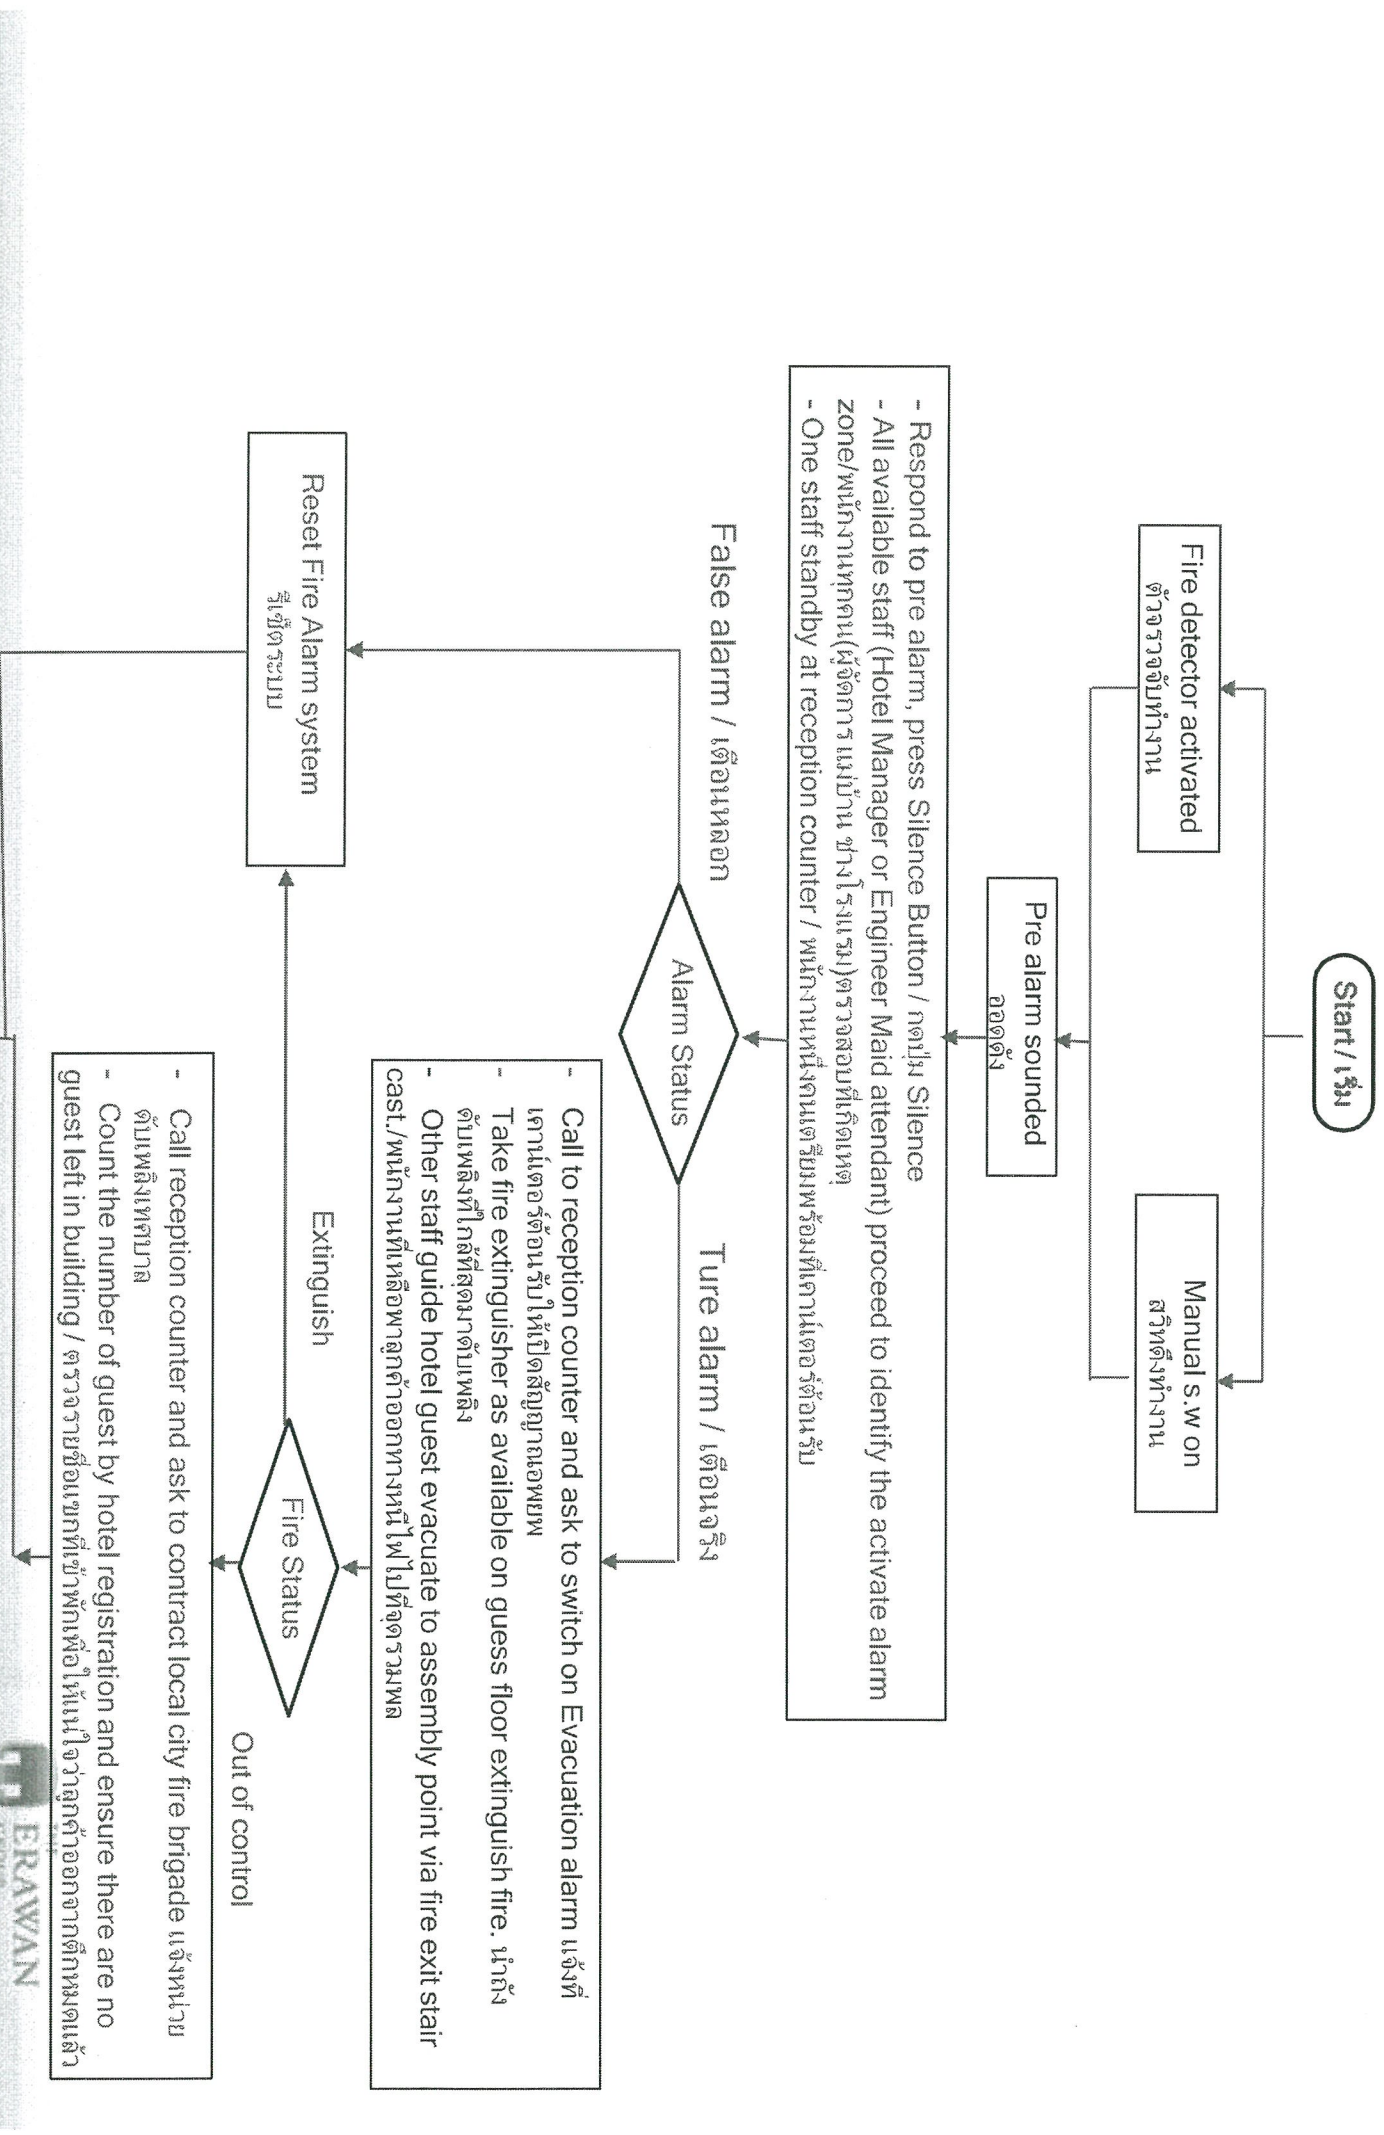 Start / เริ่ม
Fire detector activated
ตัวจรวจจับทำงาน
Manual s.w on
สวิทดึงทำงาน
Pre alarm sounded
ออดดัง
- Respond to pre alarm, press Silence Button / กดปุ่ม Silence
- All available staff (Hotel Manager or Engineer Maid attendant) proceed to identify the activate alarm
zone/พนักงานทุกคน(ผู้จัดการ แม่บ้าน ช่างโรงแรม)ตรวจสอบที่เกิดเหตุ
- One staff standby at reception counter / พนักงานหนึ่งคนเตรียมพร้อมที่เคาน์เตอร์ต้อนรับ
False alarm / เตือนหลอก
Alarm Status
Ture alarm / เตือนจริง
- Call to reception counter and ask to switch on Evacuation alarm แจ้งที่
เคาน์เตอร์ต้อนรับให้เปิดสัญญาณอพยพ
- Take fire extinguisher as available on guess floor extinguish fire. นำถัง
ดับเพลิงที่ใกล้ที่สุดมาดับเพลิง
- Other staff guide hotel guest evacuate to assembly point via fire exit stair
cast./พนักงานที่เหลือพาลูกค้าออกทางหนีไฟไปที่จุดรวมพล
Reset Fire Alarm system
รีเซ็ตระบบ
Extinguish
Fire Status
Out of control
- Call reception counter and ask to contract local city fire brigade แจ้งหน่วย
ดับเพลิงเทศบาล
- Count the number of guest by hotel registration and ensure there are no
guest left in building / ตรวจรายชื่อแขกที่เข้าพักเพื่อให้แน่ใจว่าลูกค้าออกจากตึกหมดแล้ว
ERAWAN